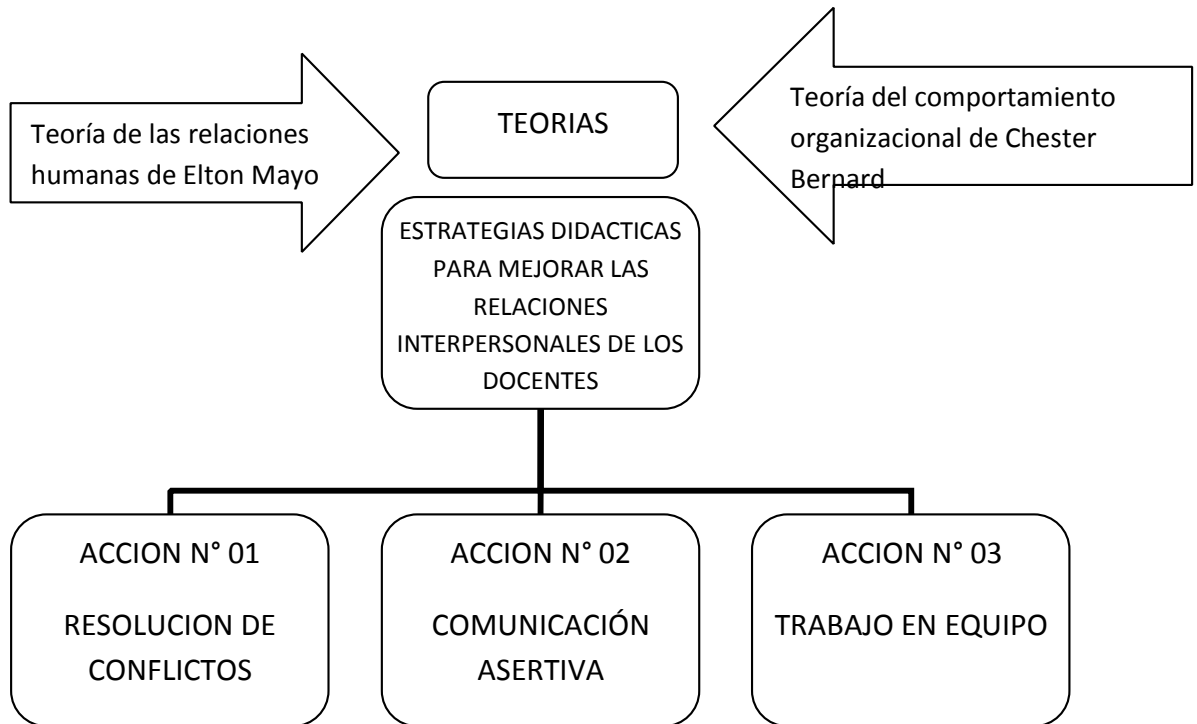 Teoría de las relaciones
humanas de Elton Mayo
TEORIAS
Teoría del comportamiento
organizacional de Chester
Bernard
ESTRATEGIAS DIDACTICAS
PARA MEJORAR LAS
RELACIONES
INTERPERSONALES DE LOS
DOCENTES
ACCION N° 01
RESOLUCION DE
CONFLICTOS
ACCION N° 02
COMUNICACIÓN
ASERTIVA
ACCION N° 03
TRABAJO EN EQUIPO